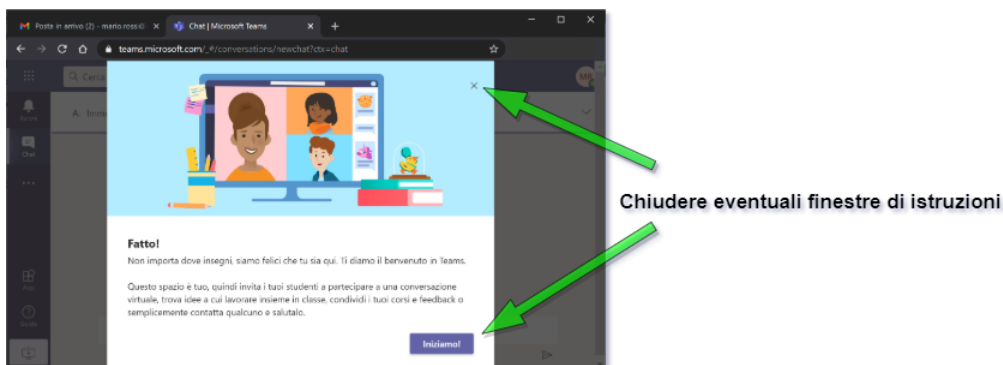 Posta in arrivo (2) - mario.rossi
Chat | Microsoft Teams
teams.microsoft.com/_#/conversations/newchat?ctx=chat
Cerca
Chat
Chiudere eventuali finestre di istruzioni
Fatto!
Non importa dove insegni, siamo felici che tu sia qui. Ti diamo il benvenuto in Teams.
Questo spazio è tuo, quindi invita i tuoi studenti a partecipare a una conversazione
virtuale, trova idee a cui lavorare insieme in classe, condividi i tuoi corsi e feedback o
semplicemente contatta qualcuno e salutalo.
Guida
Iniziamo!